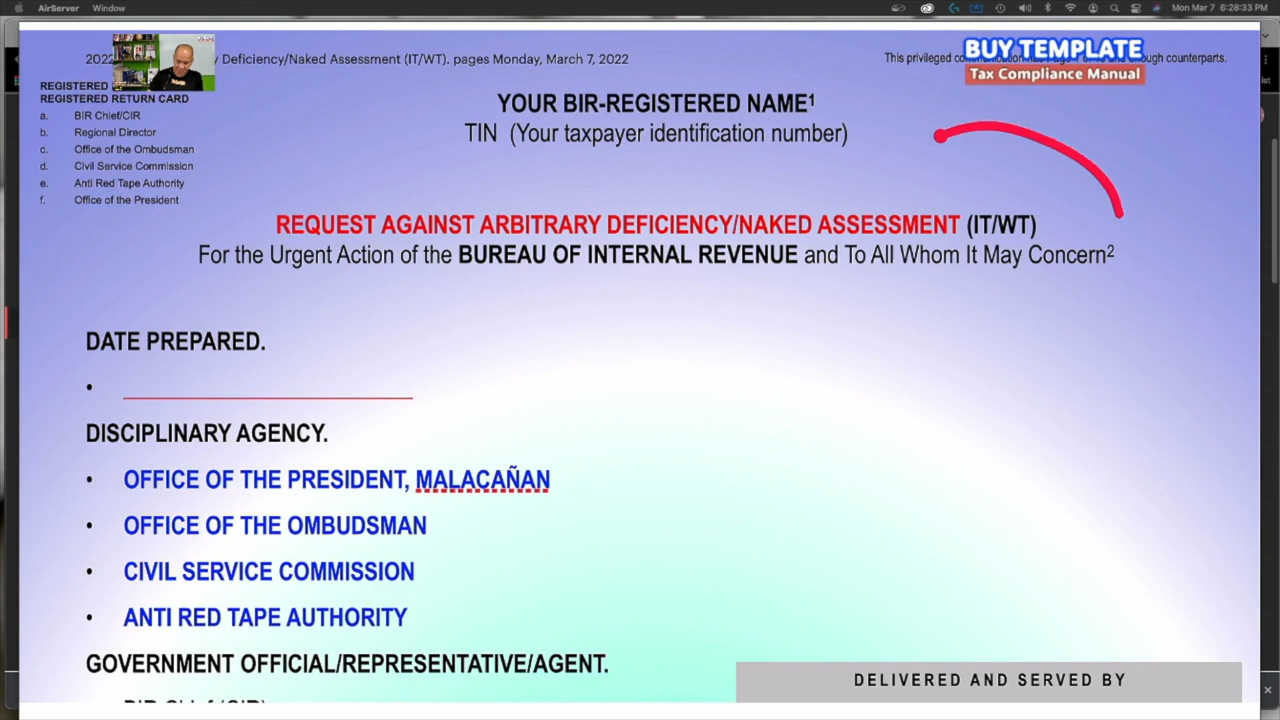 AirServer Window Mon Mar 7 6:28:33 PM
2022 Deficiency/Naked Assessment (IT/WT). pages Monday, March 7, 2022
This privileged enough counterparts.
BUY TEMPLATE
Tax Compliance Manual
REGISTERED
REGISTERED RETURN CARD
a. BIR Chief/CIR
b. Regional Director
c. Office of the Ombudsman
d. Civil Service Commission
e. Anti Red Tape Authority
f. Office of the President
YOUR BIR-REGISTERED NAME¹
TIN (Your taxpayer identification number)
REQUEST AGAINST ARBITRARY DEFICIENCY/NAKED ASSESSMENT (IT/WT)
For the Urgent Action of the BUREAU OF INTERNAL REVENUE and To All Whom It May Concern²
DATE PREPARED.
•
DISCIPLINARY AGENCY.
• OFFICE OF THE PRESIDENT, MALACAÑAN
• OFFICE OF THE OMBUDSMAN
• CIVIL SERVICE COMMISSION
• ANTI RED TAPE AUTHORITY
GOVERNMENT OFFICIAL/REPRESENTATIVE/AGENT.
DELIVERED AND SERVED BY